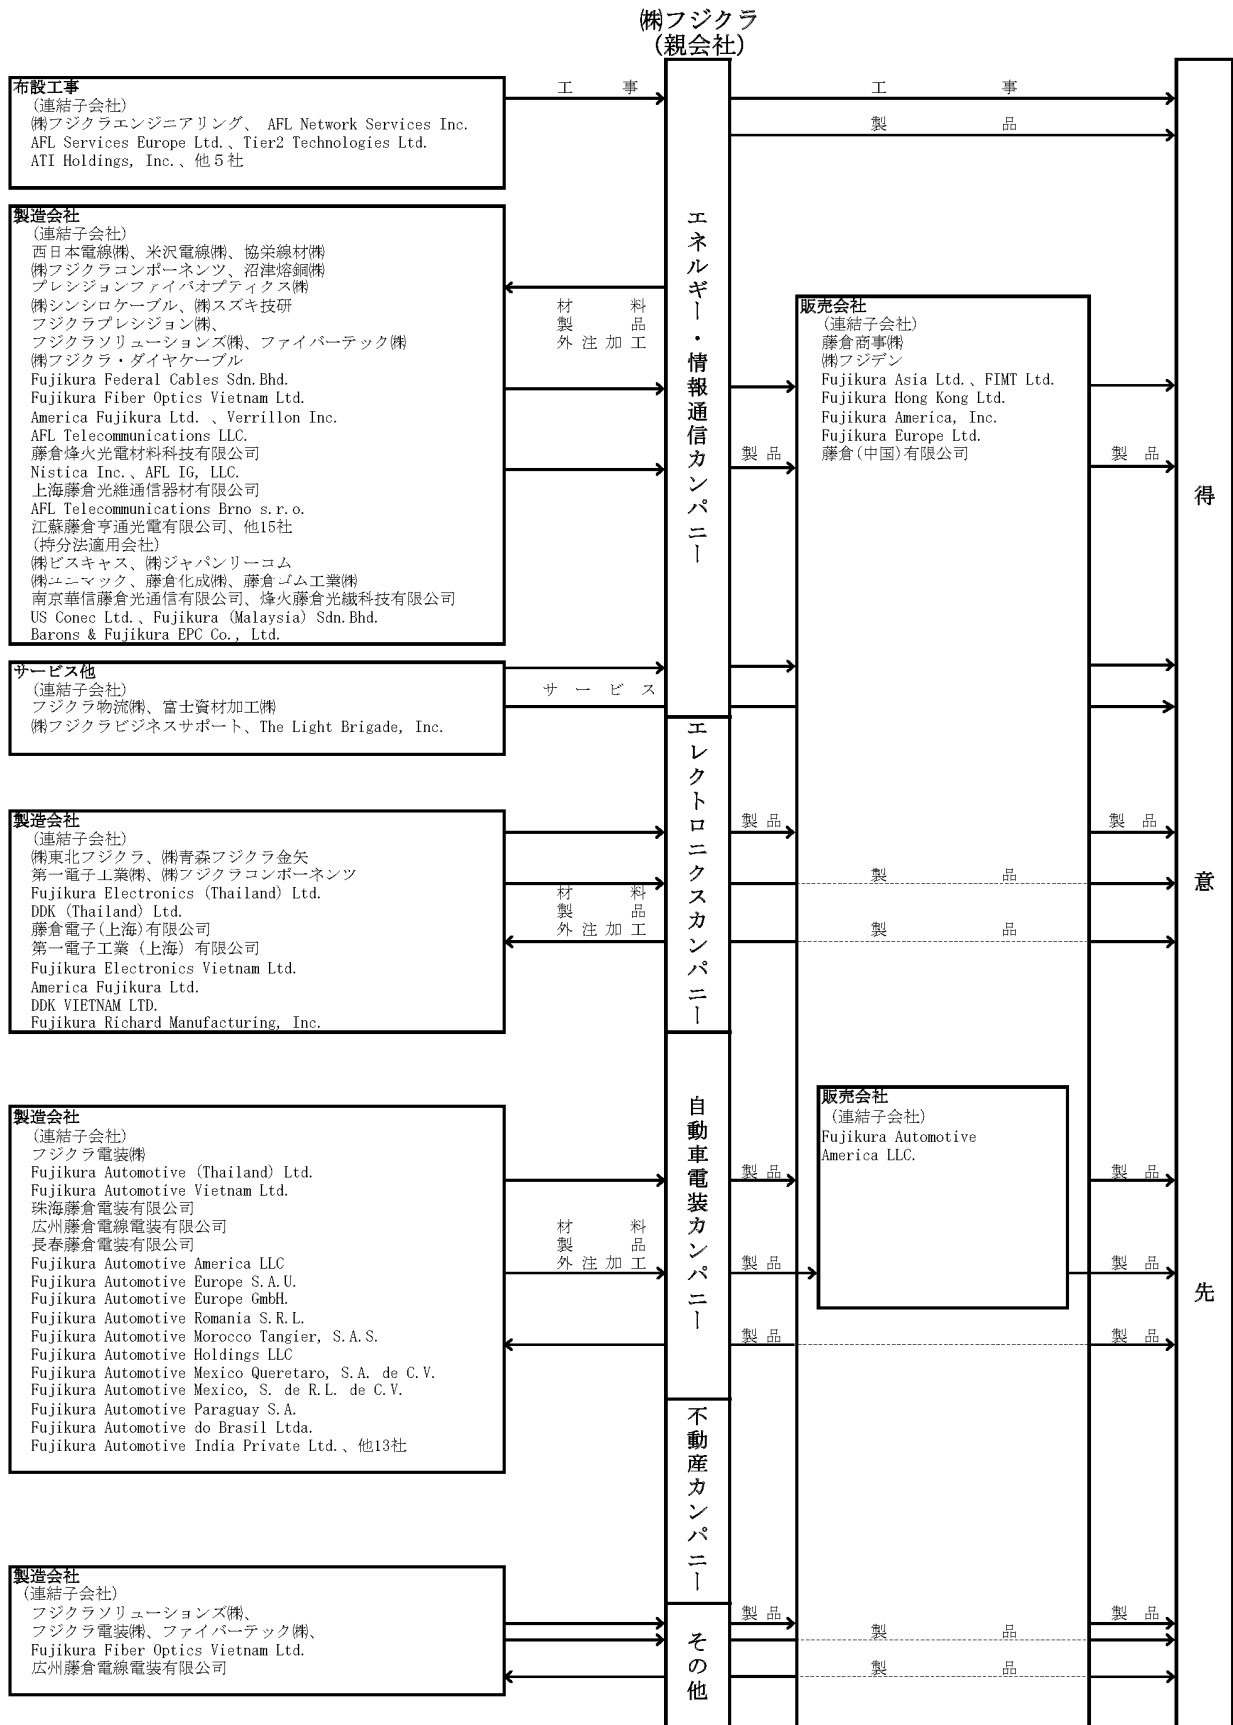 ㈱フジクラ
(親会社)
布設工事
(連結子会社)
㈱フジクラエンジニアリング、 AFL Network Services Inc.
AFL Services Europe Ltd.、Tier2 Technologies Ltd.
ATI Holdings, Inc.、他５社
工 事
工 事
製 品
製造会社
(連結子会社)
西日本電線㈱、米沢電線㈱、協栄線材㈱
㈱フジクラコンポーネンツ、沼津熔銅㈱
プレシジョンファイバオプティクス㈱
㈱シンシロケーブル、㈱スズキ技研
フジクラプレシジョン㈱、
フジクラソリューションズ㈱、ファイバーテック㈱
㈱フジクラ・ダイヤケーブル
Fujikura Federal Cables Sdn.Bhd.
Fujikura Fiber Optics Vietnam Ltd.
America Fujikura Ltd. 、Verrillon Inc.
AFL Telecommunications LLC.
藤倉烽火光電材料科技有限公司
Nistica Inc.、AFL IG, LLC.
上海藤倉光維通信器材有限公司
AFL Telecommunications Brno s.r.o.
江蘇藤倉亨通光電有限公司、他15社
(持分法適用会社)
㈱ビスキャス、㈱ジャパンリーコム
㈱ユニマック、藤倉化成㈱、藤倉ゴム工業㈱
南京華信藤倉光通信有限公司、烽火藤倉光繊科技有限公司
US Conec Ltd.、Fujikura (Malaysia) Sdn.Bhd.
Barons & Fujikura EPC Co., Ltd.
材 料
製 品
外注加工
エネルギー・情報通信カンパニー
製 品
販売会社
(連結子会社)
藤倉商事㈱
㈱フジデン
Fujikura Asia Ltd.、FIMT Ltd.
Fujikura Hong Kong Ltd.
Fujikura America, Inc.
Fujikura Europe Ltd.
藤倉(中国)有限公司
製 品
得意先
サービス他
(連結子会社)
フジクラ物流㈱、富士資材加工㈱
㈱フジクラビジネスサポート、The Light Brigade, Inc.
サ ー ビ ス
製造会社
(連結子会社)
㈱東北フジクラ、㈱青森フジクラ金矢
第一電子工業㈱、㈱フジクラコンポーネンツ
Fujikura Electronics (Thailand) Ltd.
DDK (Thailand) Ltd.
藤倉電子(上海)有限公司
第一電子工業（上海）有限公司
Fujikura Electronics Vietnam Ltd.
America Fujikura Ltd.
DDK VIETNAM LTD.
Fujikura Richard Manufacturing, Inc.
材 料
製 品
外注加工
エレクトロニクスカンパニー
製 品
製 品
製 品
製 品
製造会社
(連結子会社)
フジクラ電装㈱
Fujikura Automotive (Thailand) Ltd.
Fujikura Automotive Vietnam Ltd.
珠海藤倉電装有限公司
広州藤倉電線電装有限公司
長春藤倉電装有限公司
Fujikura Automotive America LLC
Fujikura Automotive Europe S.A.U.
Fujikura Automotive Europe GmbH.
Fujikura Automotive Romania S.R.L.
Fujikura Automotive Morocco Tangier, S.A.S.
Fujikura Automotive Holdings LLC
Fujikura Automotive Mexico Queretaro, S.A. de C.V.
Fujikura Automotive Mexico, S. de R.L. de C.V.
Fujikura Automotive Paraguay S.A.
Fujikura Automotive do Brasil Ltda.
Fujikura Automotive India Private Ltd.、他13社
材 料
製 品
外注加工
自動車電装カンパニー
製 品
製 品
製 品
販売会社
(連結子会社)
Fujikura Automotive
America LLC.
製 品
製 品
製 品
不動産カンパニー
製造会社
(連結子会社)
フジクラソリューションズ㈱、
フジクラ電装㈱、ファイバーテック㈱、
Fujikura Fiber Optics Vietnam Ltd.
広州藤倉電線電装有限公司
その他
製 品
製 品
製 品
製 品